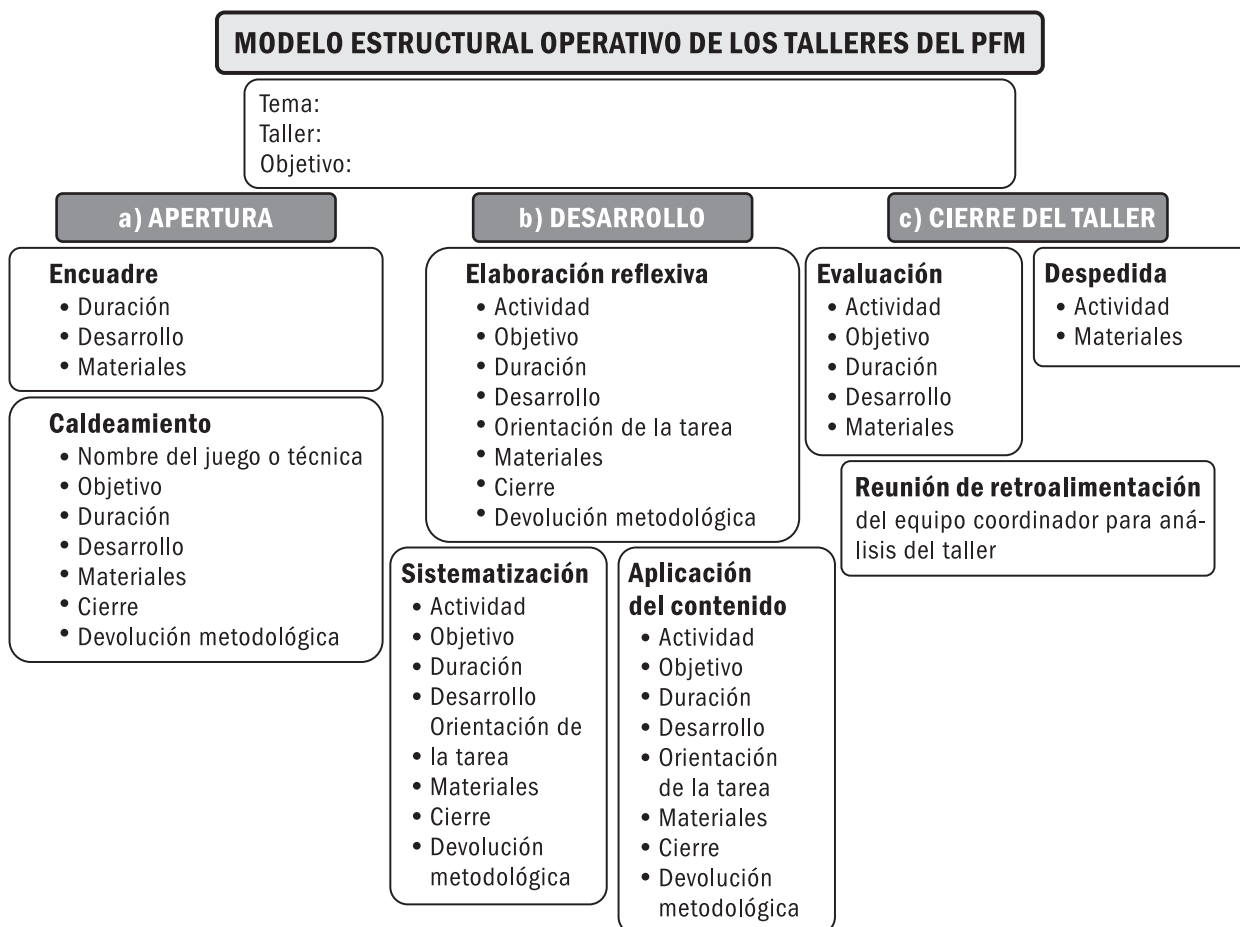 MODELO ESTRUCTURAL OPERATIVO DE LOS TALLERES DEL PFM
Tema:
Taller:
Objetivo:
a) APERTURA
Encuadre
• Duración
• Desarrollo
• Materiales
Caldeamiento
• Nombre del juego o técnica
• Objetivo
• Duración
• Desarrollo
• Materiales
• Cierre
• Devolución metodológica
b) DESARROLLO
Elaboración reflexiva
• Actividad
• Objetivo
• Duración
• Desarrollo
• Orientación de la tarea
• Materiales
• Cierre
• Devolución metodológica
Sistematización
• Actividad
• Objetivo
• Duración
• Desarrollo
Orientación de
• la tarea
• Materiales
• Cierre
• Devolución
metodológica
Aplicación
del contenido
• Actividad
• Objetivo
• Duración
• Desarrollo
• Orientación
de la tarea
• Materiales
• Cierre
• Devolución
metodológica
c) CIERRE DEL TALLER
Evaluación
• Actividad
• Objetivo
• Duración
• Desarrollo
• Materiales
Despedida
• Actividad
• Materiales
Reunión de retroalimentación
del equipo coordinador para aná-
lisis del taller